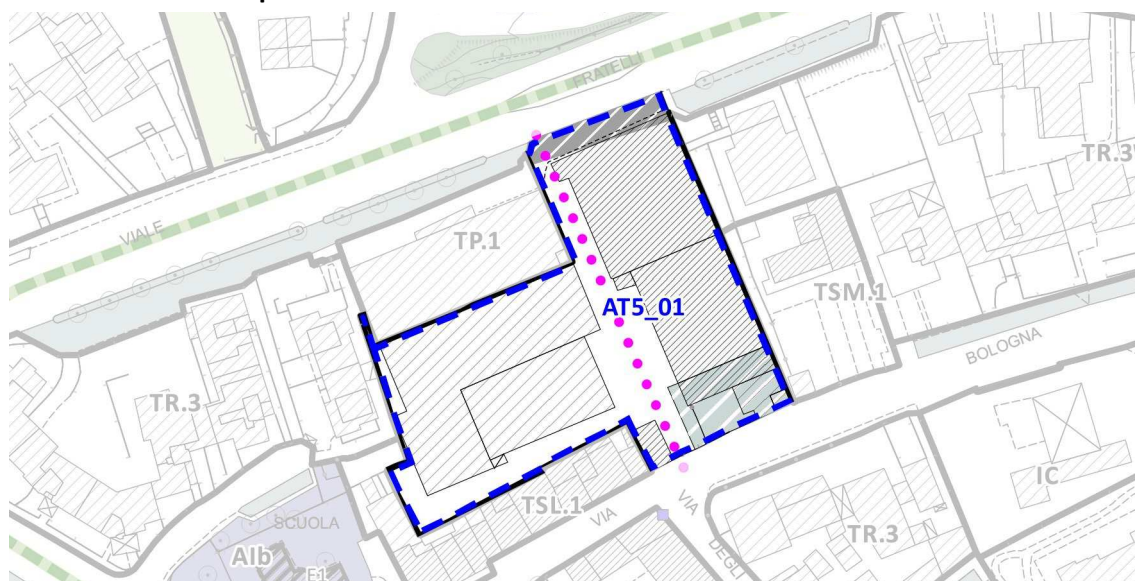 FRATELLI
VIALE
TR.3
TP.1
TSM.1
AT5_01
BOLOGNA
TR.3
TSL.1
VIA
VIA
DEGLI
IC
TR.3
SCUOLA
AIb
E1